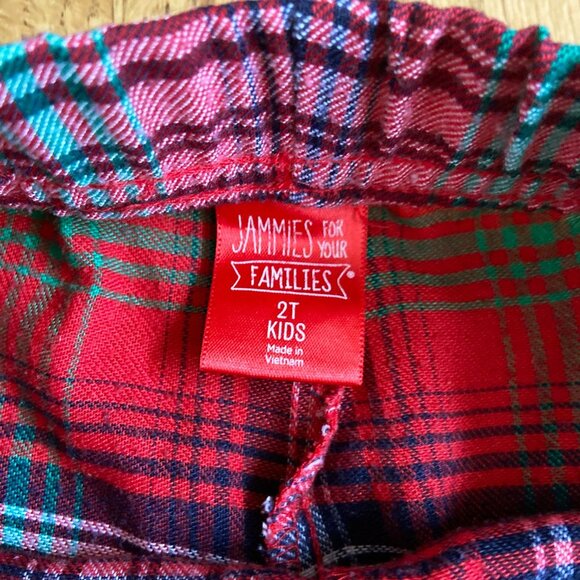 JAMMIES FOR YOUR
FAMILIES®
2T
KIDS
Made in
Vietnam